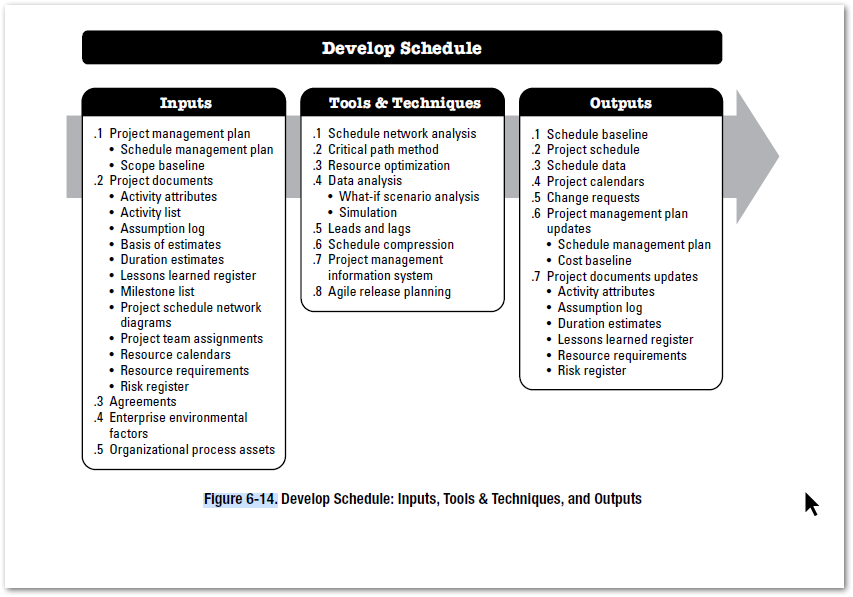 Develop Schedule
Inputs
.1 Project management plan
• Schedule management plan
• Scope baseline
.2 Project documents
• Activity attributes
• Activity list
• Assumption log
• Basis of estimates
• Duration estimates
• Lessons learned register
• Milestone list
• Project schedule network
diagrams
• Project team assignments
• Resource calendars
• Resource requirements
• Risk register
.3 Agreements
.4 Enterprise environmental
factors
.5 Organizational process assets
Tools & Techniques
.1 Schedule network analysis
.2 Critical path method
.3 Resource optimization
.4 Data analysis
• What-if scenario analysis
• Simulation
.5 Leads and lags
.6 Schedule compression
.7 Project management
information system
.8 Agile release planning
Outputs
.1 Schedule baseline
.2 Project schedule
.3 Schedule data
.4 Project calendars
.5 Change requests
.6 Project management plan
updates
• Schedule management plan
• Cost baseline
.7 Project documents updates
• Activity attributes
• Assumption log
• Duration estimates
• Lessons learned register
• Resource requirements
• Risk register
Figure 6-14. Develop Schedule: Inputs, Tools & Techniques, and Outputs